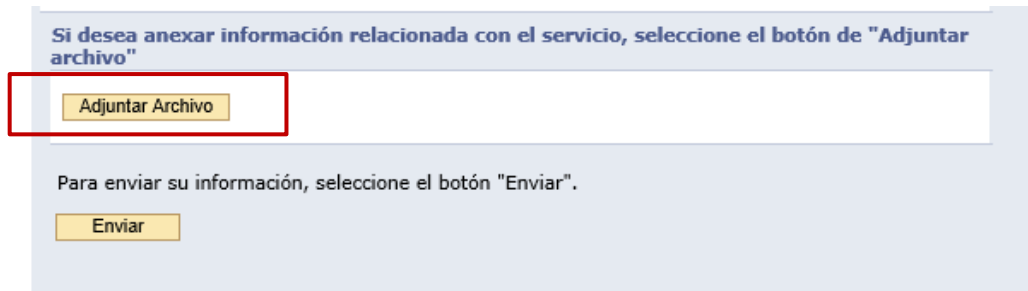 Si desea anexar información relacionada con el servicio, seleccione el botón de "Adjuntar
archivo"
Adjuntar Archivo
Para enviar su información, seleccione el botón "Enviar".
Enviar